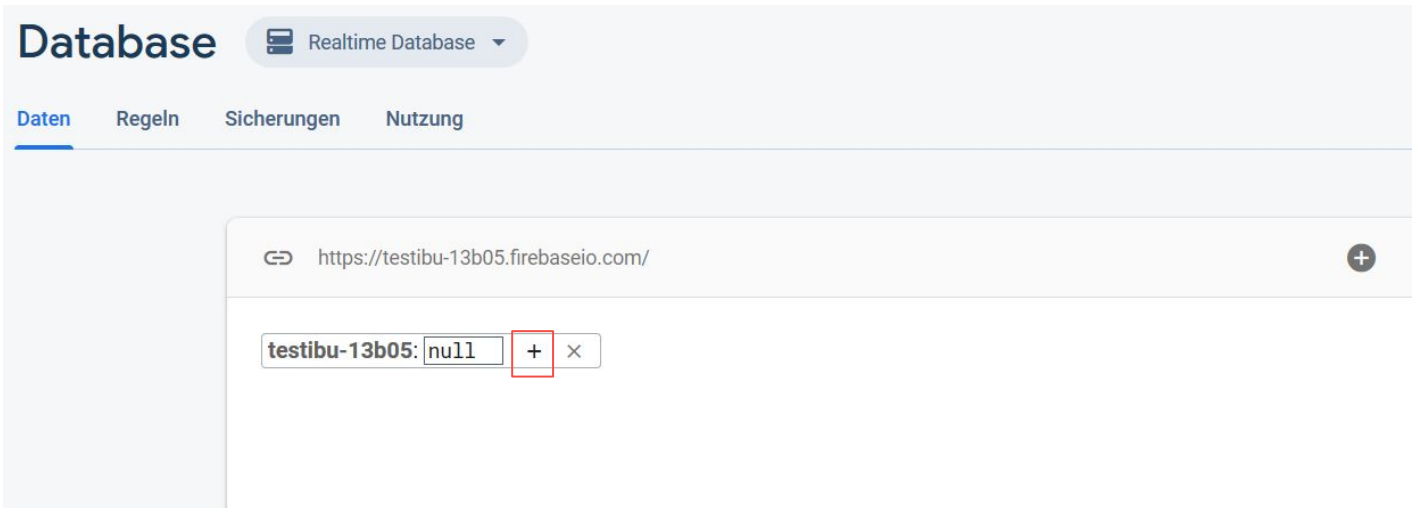 Database Realtime Database
Daten Regeln Sicherungen Nutzung
https://testibu-13b05.firebaseio.com/
testibu-13b05: null + ×